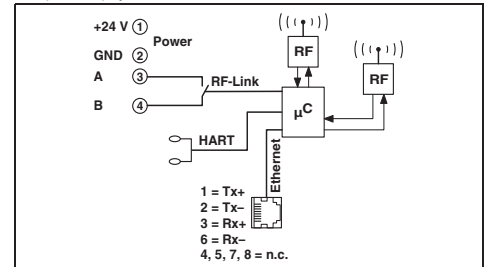 +24 V 1
Power
GND 2
A 3
RF-Link
B 4
HART
Ethernet
µC
RF
RF
1 = Tx+
2 = Tx–
3 = Rx+
6 = Rx–
4, 5, 7, 8 = n.c.